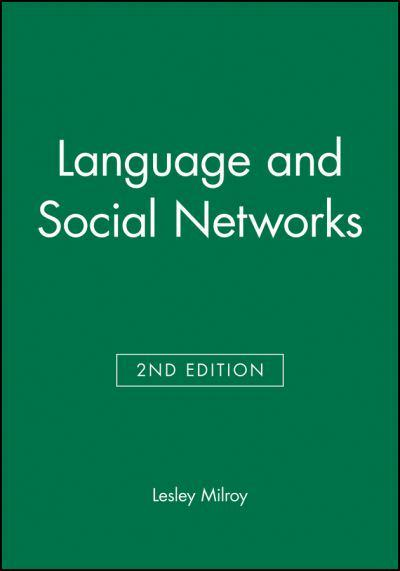 Language and
Social Networks
2ND EDITION
Lesley Milroy